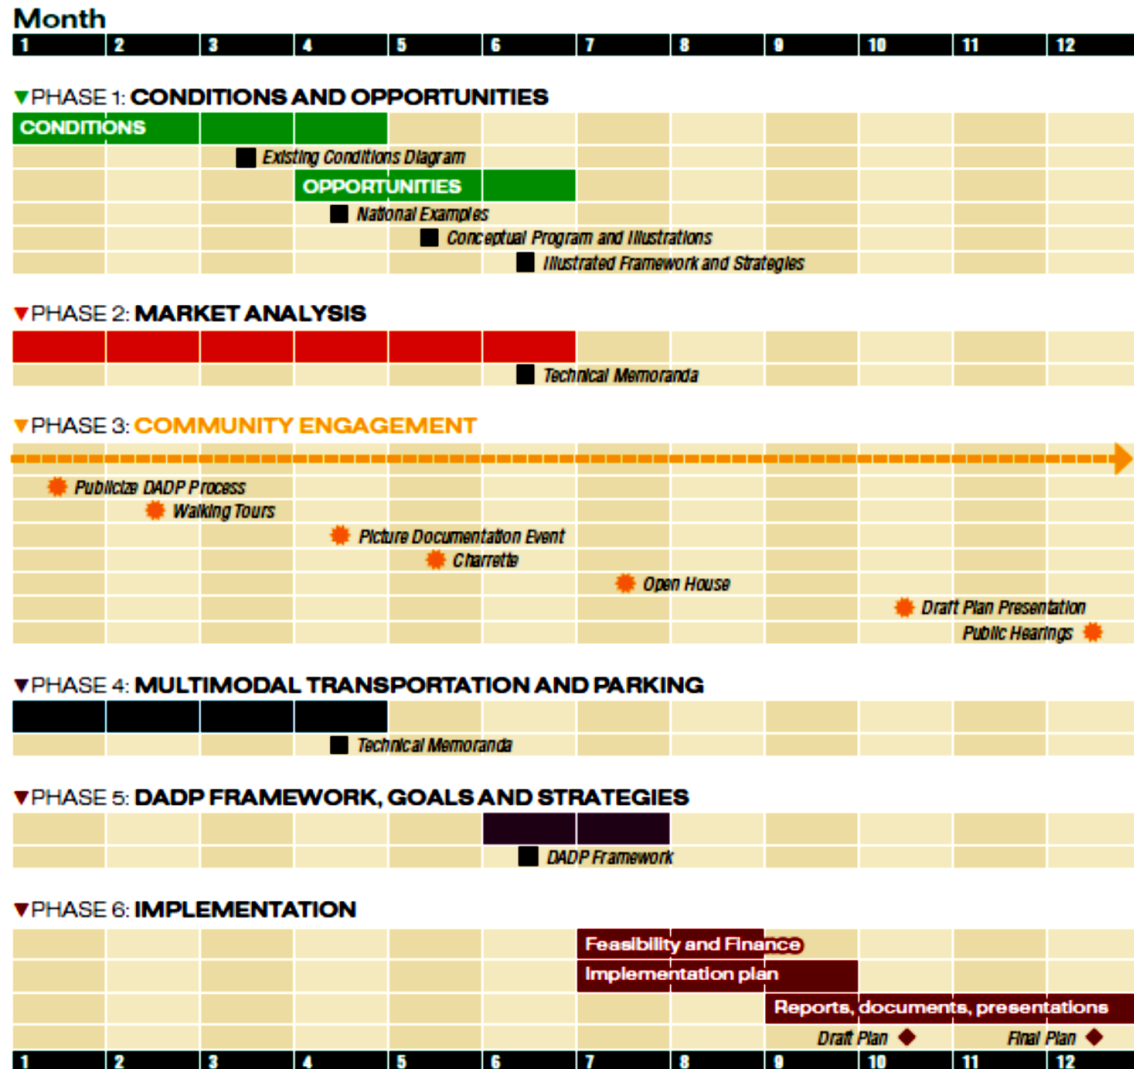 Month
1 2 3 4 5 6 7 8 9 10 11 12
▼PHASE 1: CONDITIONS AND OPPORTUNITIES
CONDITIONS
Existing Conditions Diagram
OPPORTUNITIES
National Examples
Conceptual Program and Illustrations
Illustrated Framework and Strategies
▼PHASE 2: MARKET ANALYSIS
Technical Memoranda
▼PHASE 3: COMMUNITY ENGAGEMENT
Publicize DADP Process
Walking Tours
Picture Documentation Event
Charrette
Open House
Draft Plan Presentation
Public Hearings
▼PHASE 4: MULTIMODAL TRANSPORTATION AND PARKING
Technical Memoranda
▼PHASE 5: DADP FRAMEWORK, GOALS AND STRATEGIES
DADP Framework
▼PHASE 6: IMPLEMENTATION
Feasibility and Finance
Implementation plan
Reports, documents, presentations
Draft Plan Final Plan
1 2 3 4 5 6 7 8 9 10 11 12